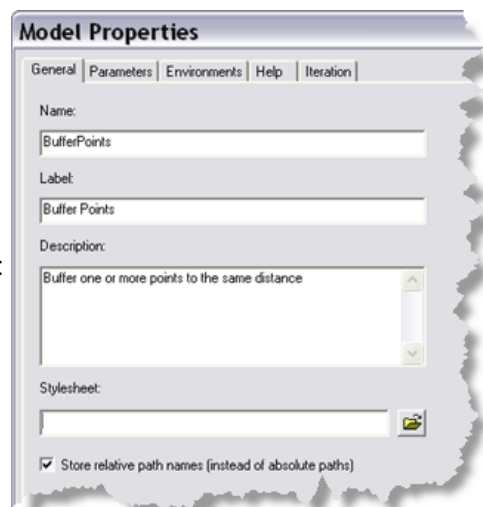 Model Properties
General Parameters Environments Help Iteration
Name:
BufferPoints
Label:
Buffer Points
Description:
Buffer one or more points to the same distance
Stylesheet:
Store relative path names (instead of absolute paths)